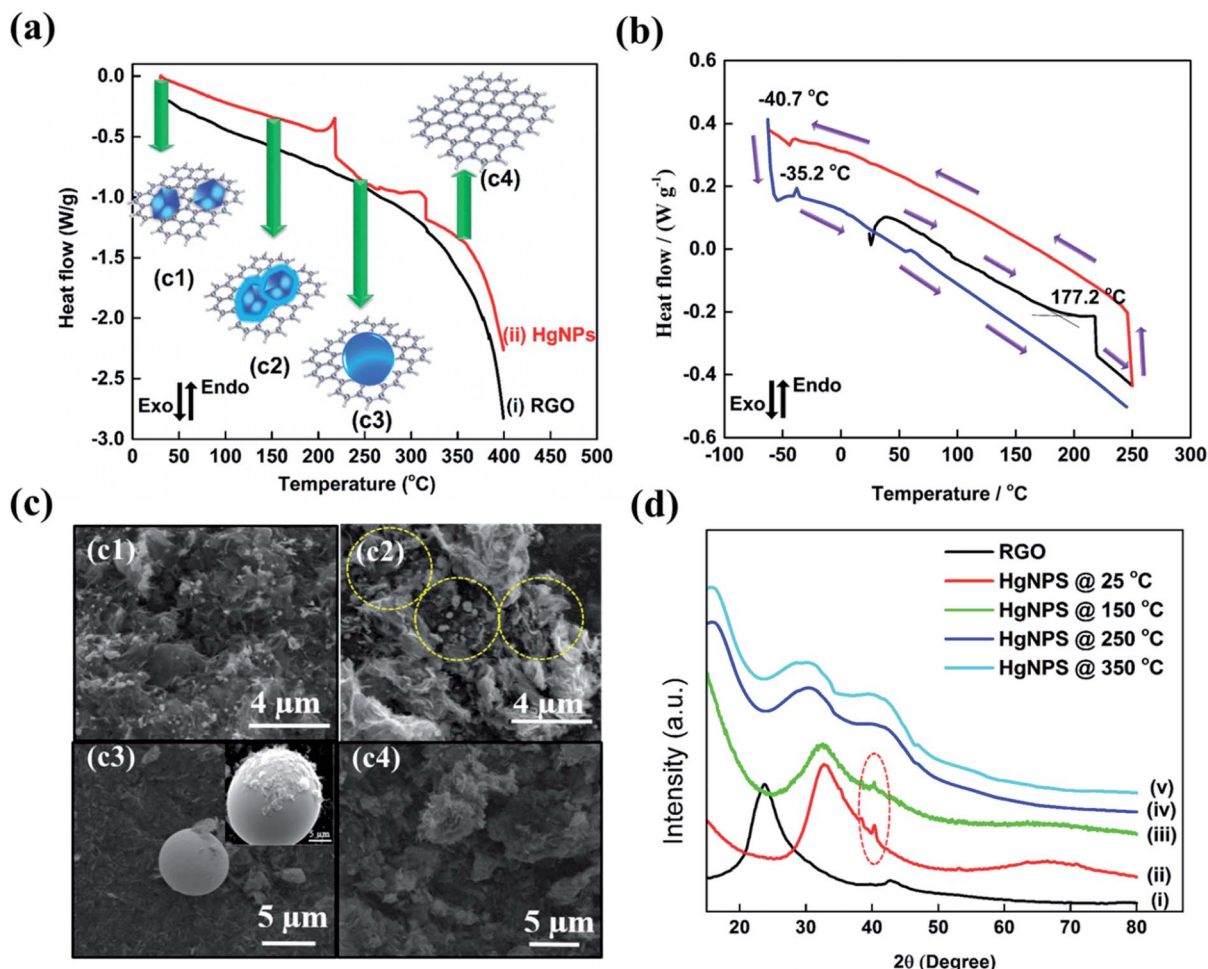 (a)
0.0
-0.5
-1.0
-1.5
-2.0
-2.5
-3.0
Heat flow (W/g)
(c4)
(c1)
(c2)
(ii) HgNPs
(c3)
(i) RGO
Exo
Endo
0 50 100 150 200 250 300 350 400 450 500
Temperature (°C)
(b)
0.6
0.4
0.2
0.0
-0.2
-0.4
-0.6
Heat flow / (W g⁻¹)
-40.7 °C
-35.2 °C
177.2 °C
Exo
Endo
-100 -50 0 50 100 150 200 250 300
Temperature / °C
(c)
(c1)
4 μm
(c2)
4 μm
(c3)
5 μm
5 μm
(c4)
5 μm
(d)
RGO
HgNPS @ 25 °C
HgNPS @ 150 °C
HgNPS @ 250 °C
HgNPS @ 350 °C
Intensity (a.u.)
(v)
(iv)
(iii)
(ii)
(i)
20 30 40 50 60 70 80
2θ (Degree)